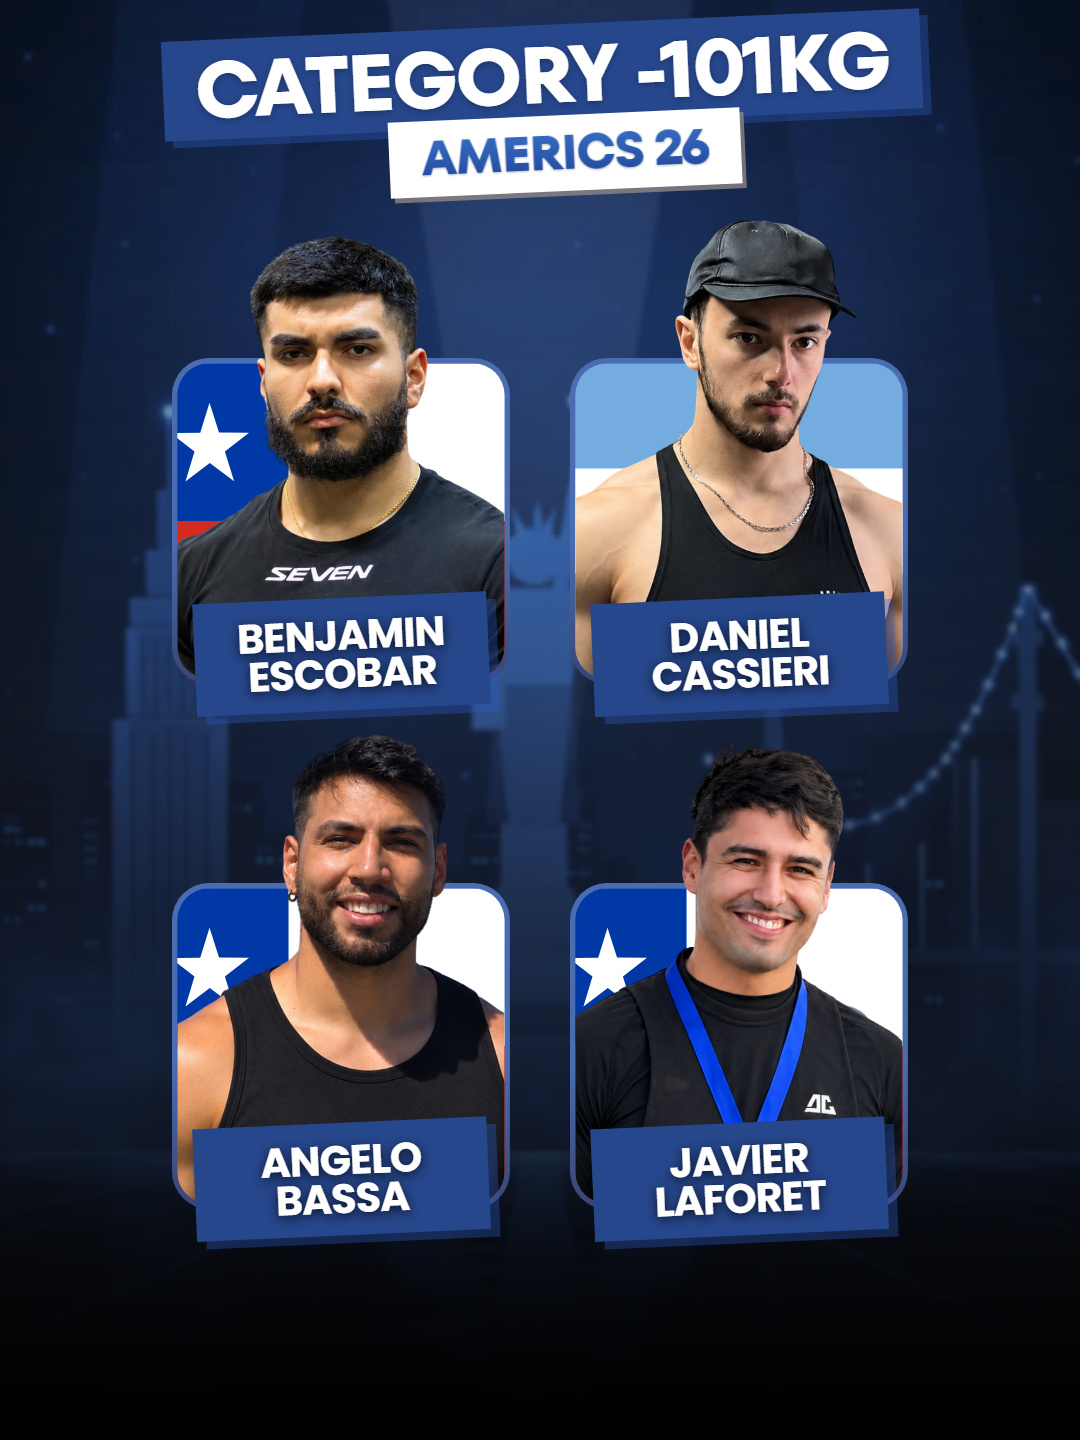 CATEGORY -101KG
AMERICS 26
SEVEN
BENJAMIN
ESCOBAR
DANIEL
CASSIERI
ANGELO
BASSA
JAVIER
LAFORET